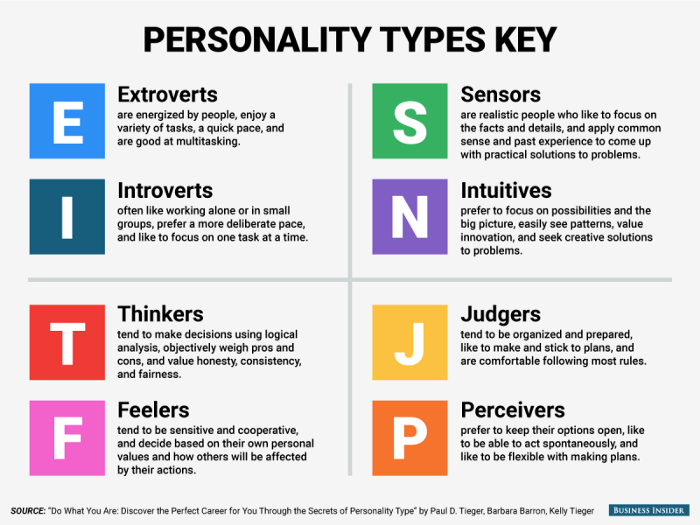 PERSONALITY TYPES KEY
E
Extroverts
are energized by people, enjoy a
variety of tasks, a quick pace, and
are good at multitasking.
I
Introverts
often like working alone or in small
groups, prefer a more deliberate pace,
and like to focus on one task at a time.
S
Sensors
are realistic people who like to focus on
the facts and details, and apply common
sense and past experience to come up
with practical solutions to problems.
N
Intuitives
prefer to focus on possibilities and the
big picture, easily see patterns, value
innovation, and seek creative solutions
to problems.
T
Thinkers
tend to make decisions using logical
analysis, objectively weigh pros and
cons, and value honesty, consistency,
and fairness.
F
Feelers
tend to be sensitive and cooperative,
and decide based on their own personal
values and how others will be affected
by their actions.
J
Judgers
tend to be organized and prepared,
like to make and stick to plans, and
are comfortable following most rules.
P
Perceivers
prefer to keep their options open, like
to be able to act spontaneously, and
like to be flexible with making plans.
SOURCE: "Do What You Are: Discover the Perfect Career for You Through the Secrets of Personality Type" by Paul D. Tieger, Barbara Barron, Kelly Tieger
BUSINESS INSIDER